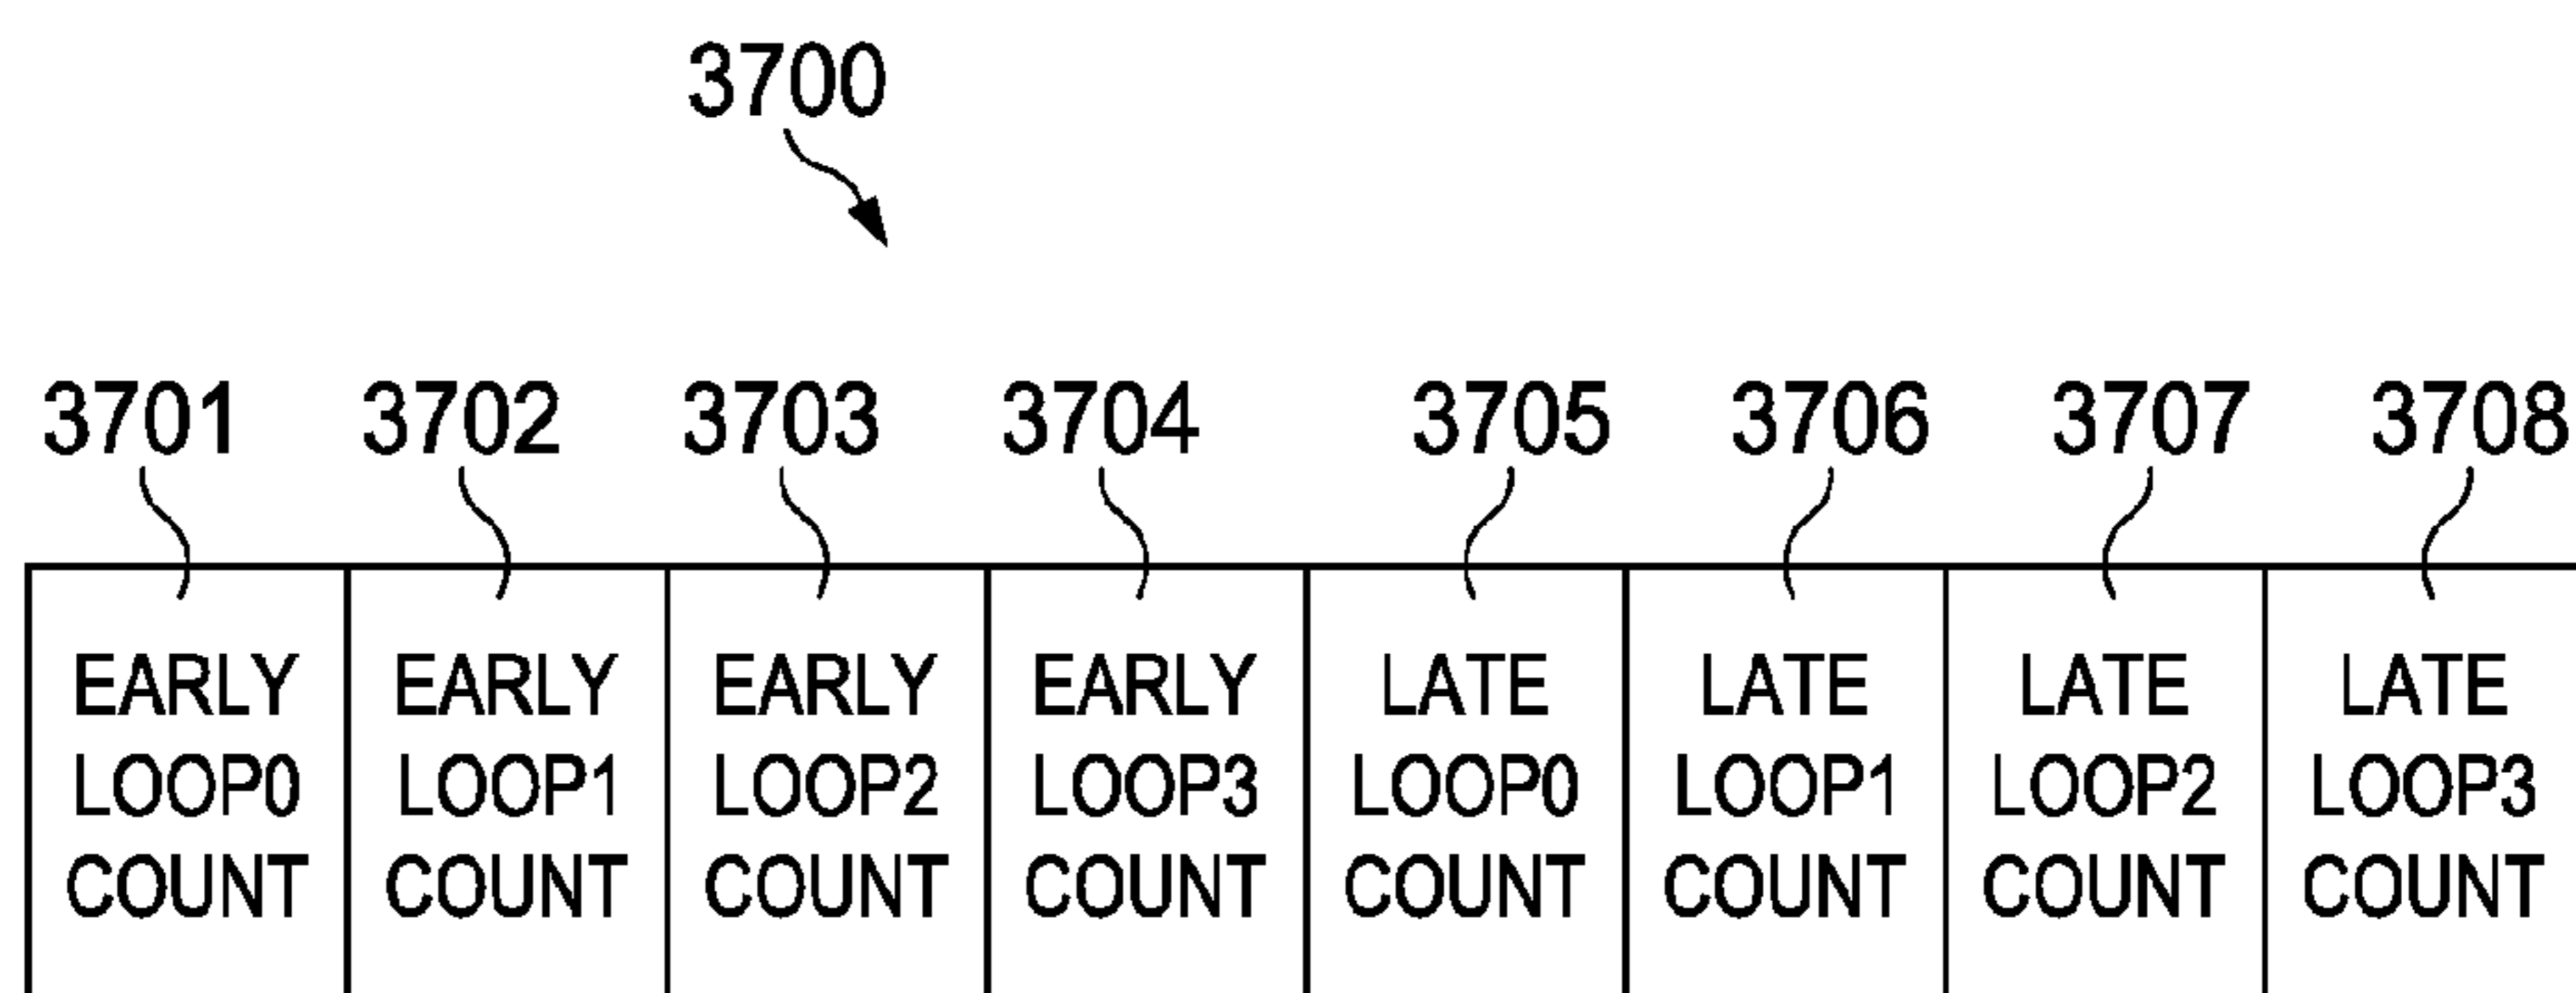 3700
3701 3702 3703 3704 3705 3706 3707 3708
EARLY EARLY EARLY EARLY LATE LATE LATE LATE
LOOP0 LOOP1 LOOP2 LOOP3 LOOP0 LOOP1 LOOP2 LOOP3
COUNT COUNT COUNT COUNT COUNT COUNT COUNT COUNT